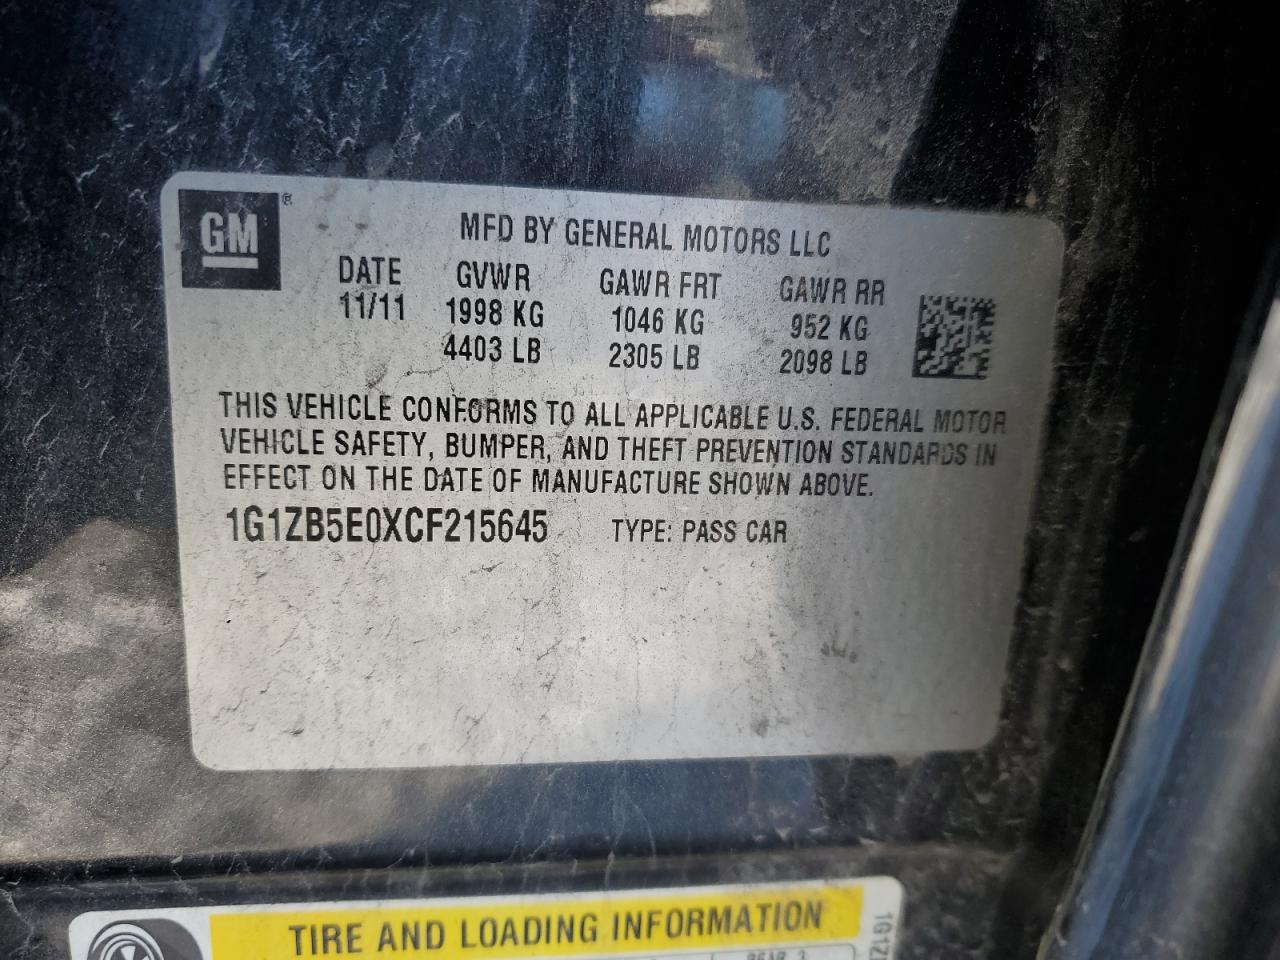 GM ®
MFD BY GENERAL MOTORS LLC
DATE GVWR GAWR FRT GAWR RR
11/11 1998 KG 1046 KG 952 KG
4403 LB 2305 LB 2098 LB
THIS VEHICLE CONFORMS TO ALL APPLICABLE U.S. FEDERAL MOTOR
VEHICLE SAFETY, BUMPER, AND THEFT PREVENTION STANDARDS IN
EFFECT ON THE DATE OF MANUFACTURE SHOWN ABOVE.
1G1ZB5E0XCF215645 TYPE: PASS CAR
TIRE AND LOADING INFORMATION